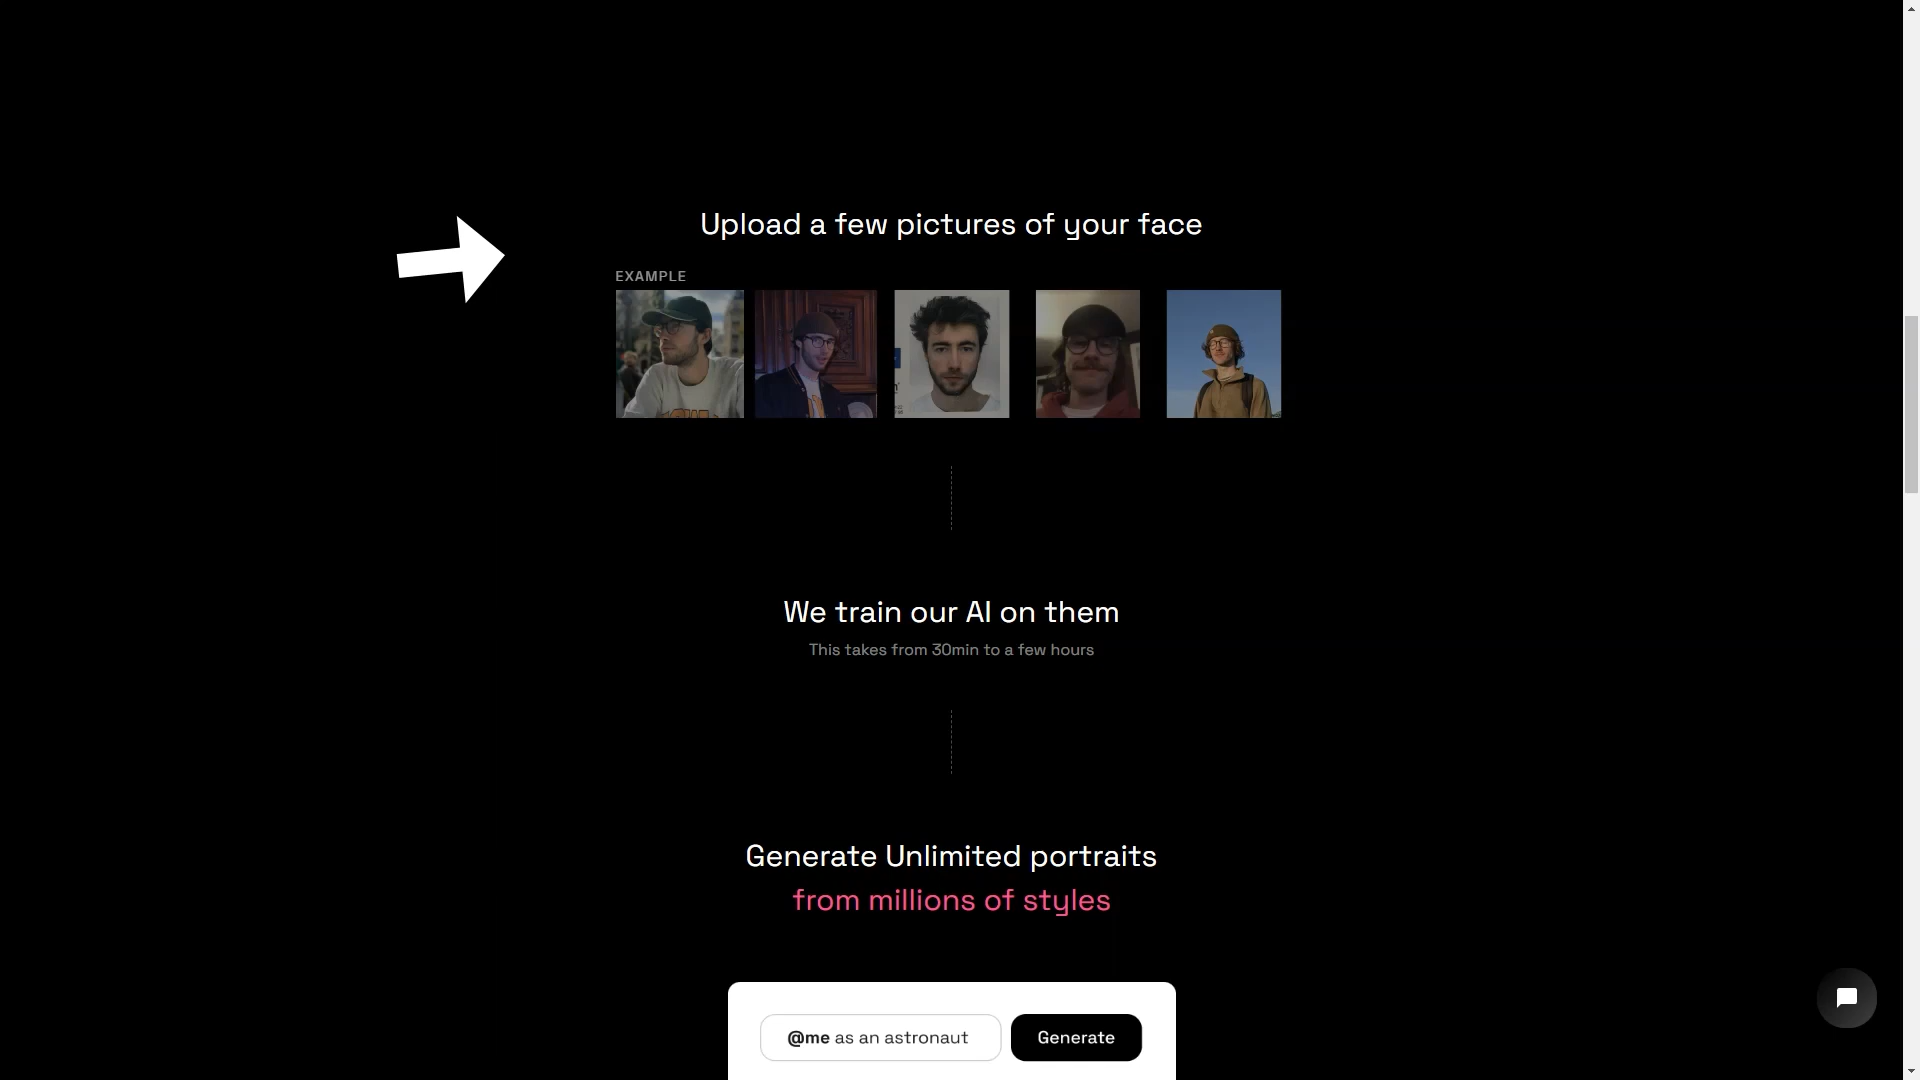 Upload a few pictures of your face
EXAMPLE
We train our AI on them
This takes from 30min to a few hours
Generate Unlimited portraits
from millions of styles
@me as an astronaut
Generate